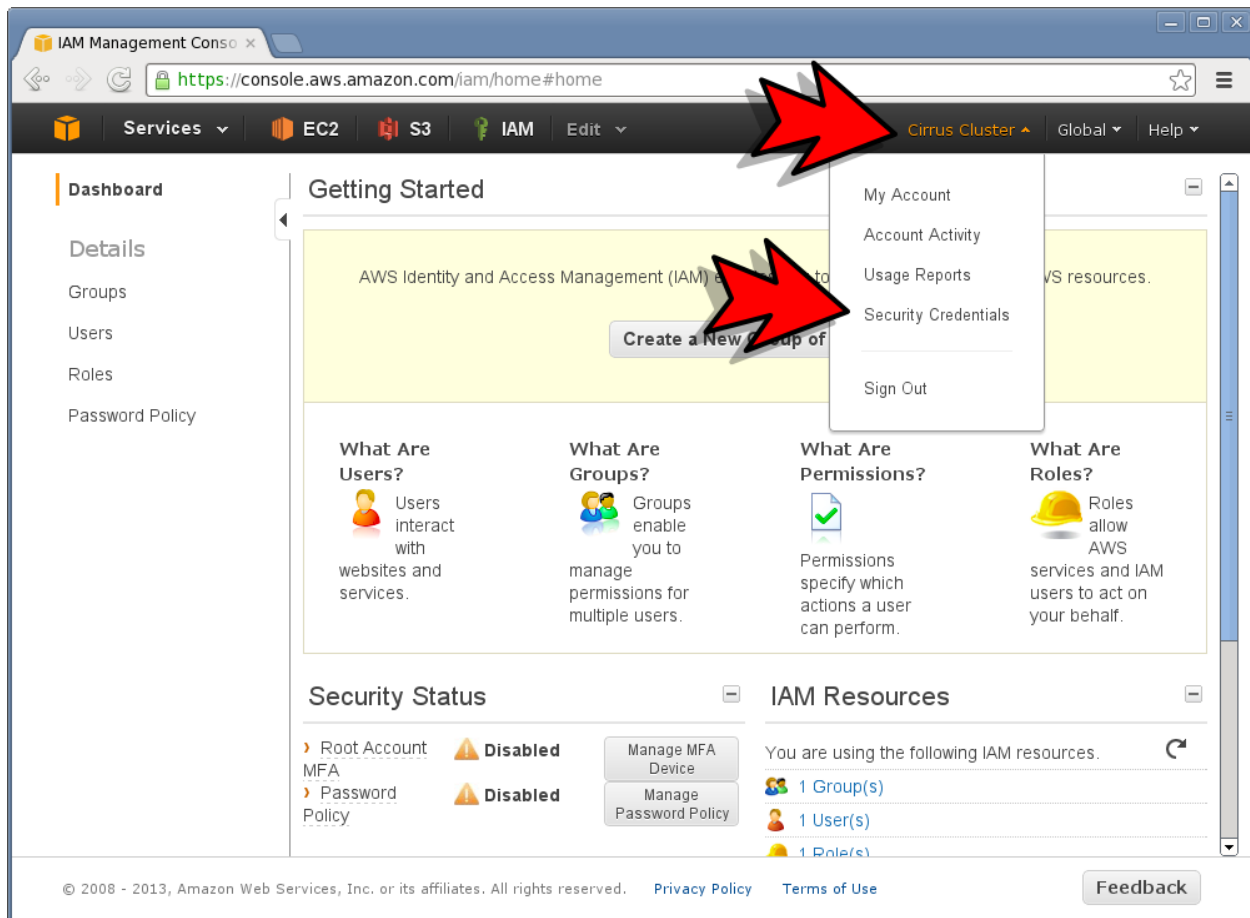 IAM Management Conso
https://console.aws.amazon.com/iam/home#home
Services EC2 S3 IAM Edit Cirrus Cluster Global Help
My Account
Account Activity
Usage Reports
Security Credentials
Sign Out
Dashboard
Details
Groups
Users
Roles
Password Policy
Getting Started
AWS Identity and Access Management (IAM) to resources.
Create a New of
What Are
Users?
Users
interact
with
websites and
services.
What Are
Groups?
Groups
enable
you to
manage
permissions for
multiple users.
What Are
Permissions?
Permissions
specify which
actions a user
can perform.
What Are
Roles?
Roles
allow
AWS
services and IAM
users to act on
your behalf.
Security Status
Root Account
MFA
Disabled
Manage MFA
Device
Password
Policy
Disabled
Manage
Password Policy
IAM Resources
You are using the following IAM resources.
1 Group(s)
1 User(s)
1 Role(s)
© 2008 - 2013, Amazon Web Services, Inc. or its affiliates. All rights reserved. Privacy Policy Terms of Use
Feedback